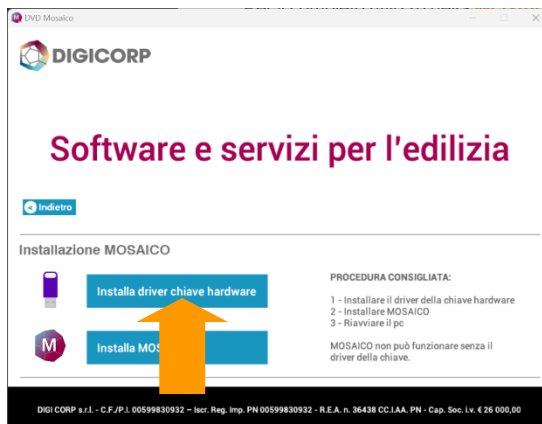 DVD Mosaico
DIGICORP
Software e servizi per l'edilizia
Indietro
Installazione MOSAICO
Installa driver chiave hardware
Installa MOS
M
PROCEDURA CONSIGLIATA:
1 - Installare il driver della chiave hardware
2 - Installare MOSAICO
3 - Riavviare il pc
MOSAICO non può funzionare senza il
driver della chiave.
DIGI CORP s.r.l. - C.F./P.I. 00599830932 – Iscr. Reg. Imp. PN 00599830932 - R.E.A. n. 36438 CC.I.AA. PN - Cap. Soc. i.v. € 26 000,00